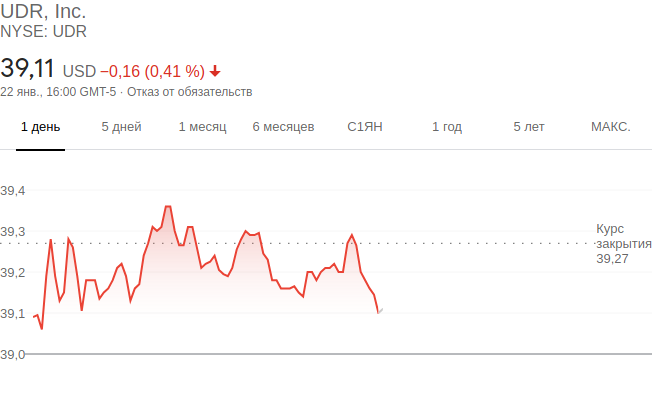 UDR, Inc.
NYSE: UDR
39,11 USD −0,16 (0,41 %)
22 янв., 16:00 GMT-5 · Отказ от обязательств
1 день 5 дней 1 месяц 6 месяцев С1ЯН 1 год 5 лет МАКС.
39,4
39,3
Курс
закрытия
39,27
39,2
39,1
39,0